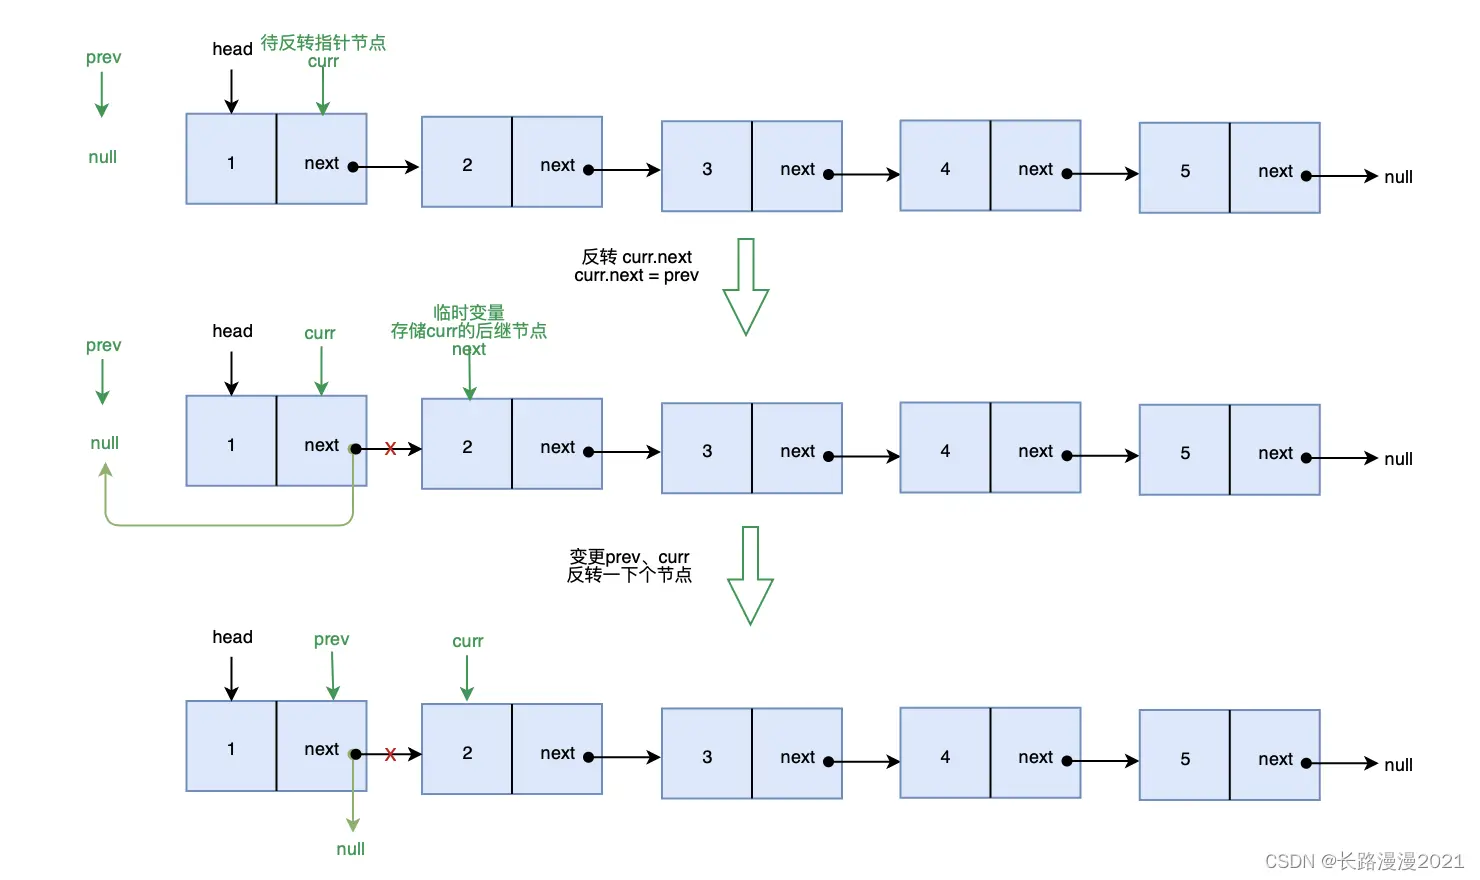 待反转指针节点
prev
head
curr
null
1 next 2 next 3 next 4 next 5 next null
反转 curr.next
curr.next = prev
临时变量
存储curr的后继节点
next
prev
head
curr
null
1 next x 2 next 3 next 4 next 5 next null
变更prev、curr
反转一下个节点
head
prev
curr
1 next x 2 next 3 next 4 next 5 next null
null
CSDN @长路漫漫2021